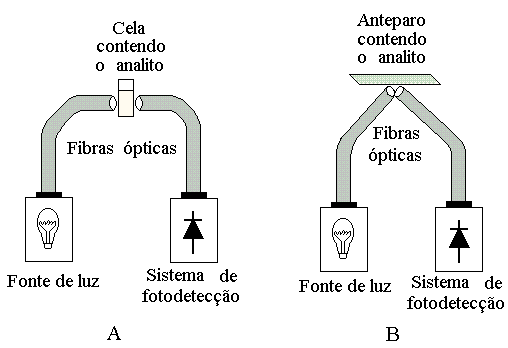 Cela
contendo
o analito
Fibras ópticas
Fonte de luz
Sistema de
fotodetecção
A
Anteparo
contendo
o analito
Fibras
ópticas
Fonte de luz
Sistema de
fotodetecção
B